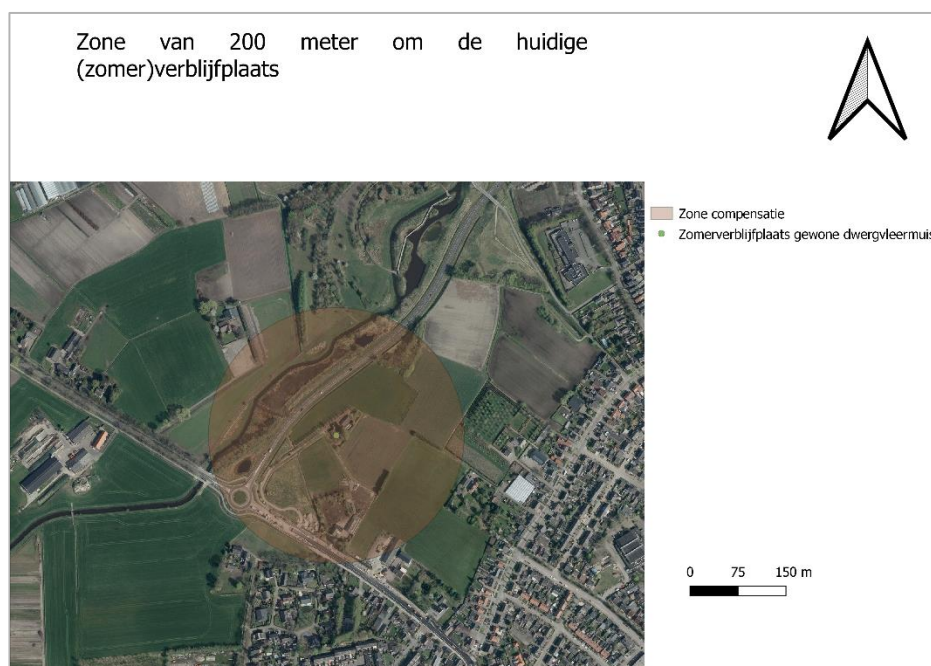 Zone van 200 meter om de huidige
(zomer)verblijfplaats
Zone compensatie
Zomerverblijfplaats gewone dwergvleermuis
0 75 150 m